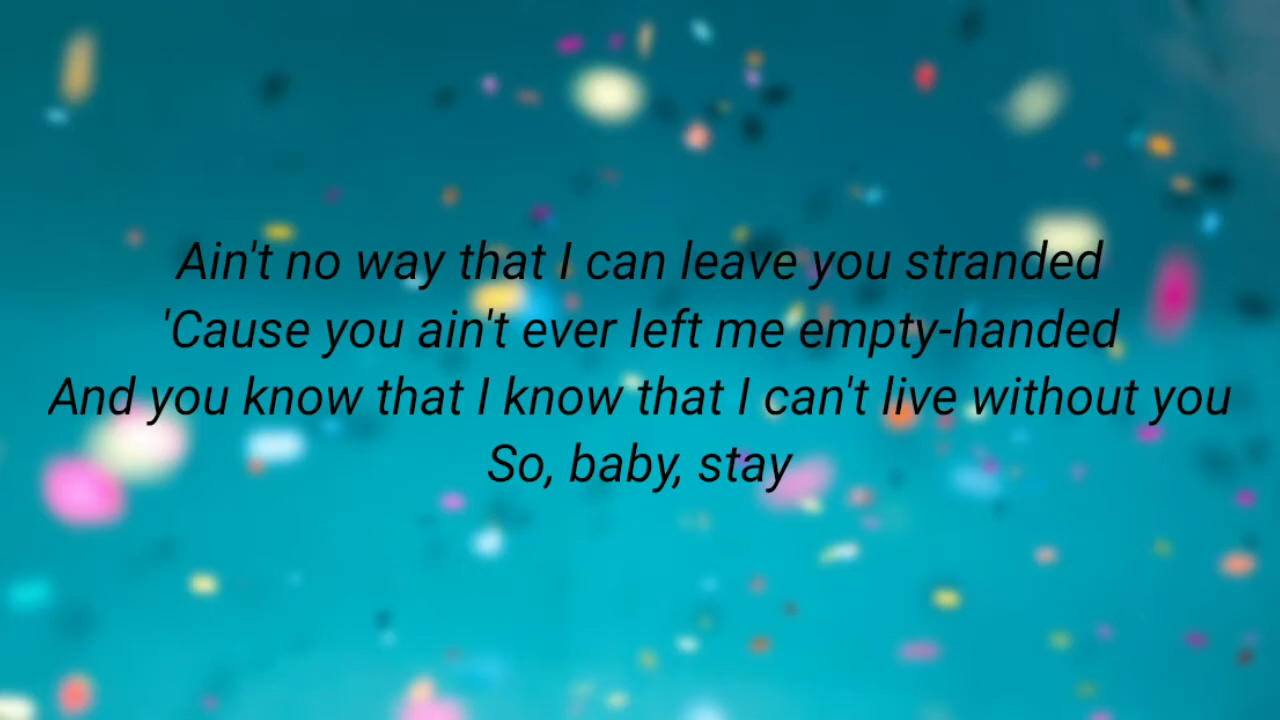 Ain't no way that I can leave you stranded
'Cause you ain't ever left me empty-handed
And you know that I know that I can't live without you
So, baby, stay